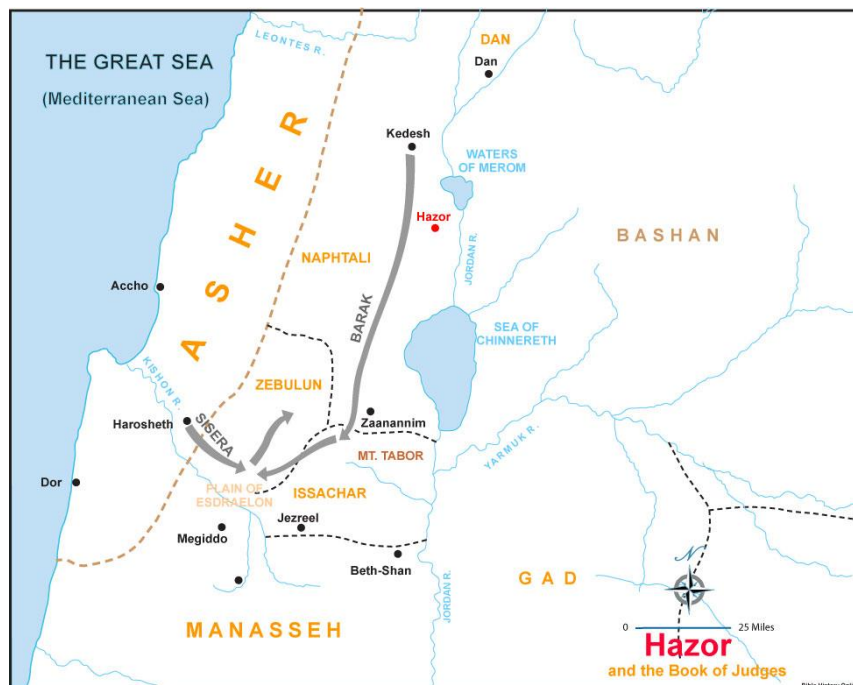 THE GREAT SEA
(Mediterranean Sea)
LEONTES R.
DAN
Dan
Kedesh
WATERS
OF MEROM
Hazor
ASHER
NAPHTALI
JORDAN R.
BASHAN
Accho
BARAK
SEA OF
CHINNERETH
KISHON R.
ZEBULUN
Harosheth
SISERA
Zaanannim
MT. TABOR
YARMUK R.
Dor
PLAIN OF
ESDRAELON
ISSACHAR
Megiddo
Jezreel
Beth-Shan
JORDAN R.
GAD
N
MANASSEH
0 25 Miles
Hazor
and the Book of Judges